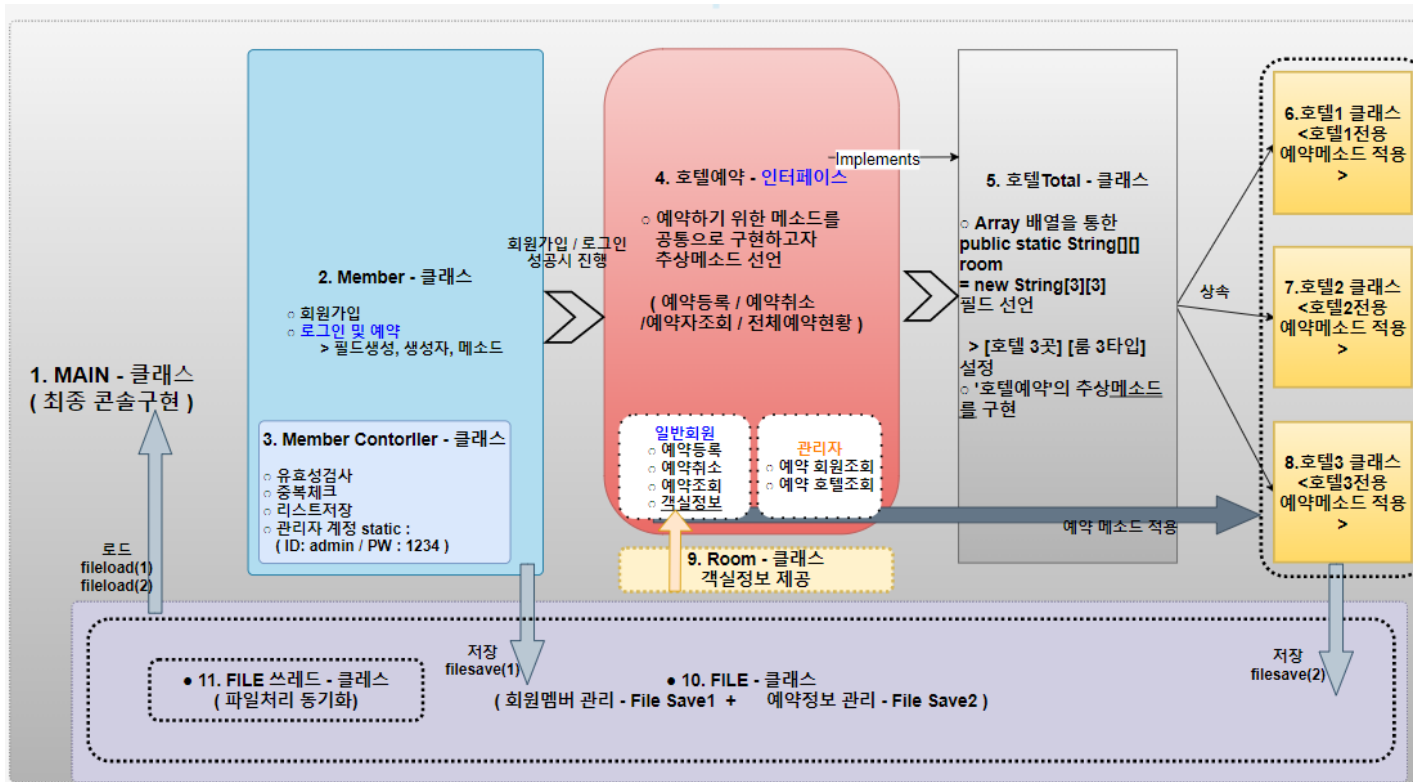 1. MAIN - 클래스
( 최종 콘솔구현 )
로드
fileload(1)
fileload(2)
2. Member - 클래스
○ 회원가입
○ 로그인 및 예약
> 필드생성, 생성자, 메소드
3. Member Contorller - 클래스
○ 유효성검사
○ 중복체크
○ 리스트저장
○ 관리자 계정 static :
( ID: admin / PW : 1234 )
회원가입 / 로그인
성공시 진행
4. 호텔예약 - 인터페이스
○ 예약하기 위한 메소드를
공통으로 구현하고자
추상메소드 선언
( 예약등록 / 예약취소
/예약자조회 / 전체예약현황 )
일반회원
○ 예약등록
○ 예약취소
○ 예약조회
○ 객실정보
관리자
○ 예약 회원조회
○ 예약 호텔조회
Implements
5. 호텔Total - 클래스
○ Array 배열을 통한
public static String[][]
room
= new String[3][3]
필드 선언
> [호텔 3곳] [룸 3타입]
설정
○ '호텔예약'의 추상메소드
를 구현
상속
예약 메소드 적용
6.호텔1 클래스
<호텔1전용
예약메소드 적용
>
7.호텔2 클래스
<호텔2전용
예약메소드 적용
>
8.호텔3 클래스
<호텔3전용
예약메소드 적용
>
9. Room - 클래스
객실정보 제공
저장
filesave(1)
저장
filesave(2)
● 11. FILE 쓰레드 - 클레스
( 파일처리 동기화)
● 10. FILE - 클래스
( 회원멤버 관리 - File Save1 + 예약정보 관리 - File Save2 )